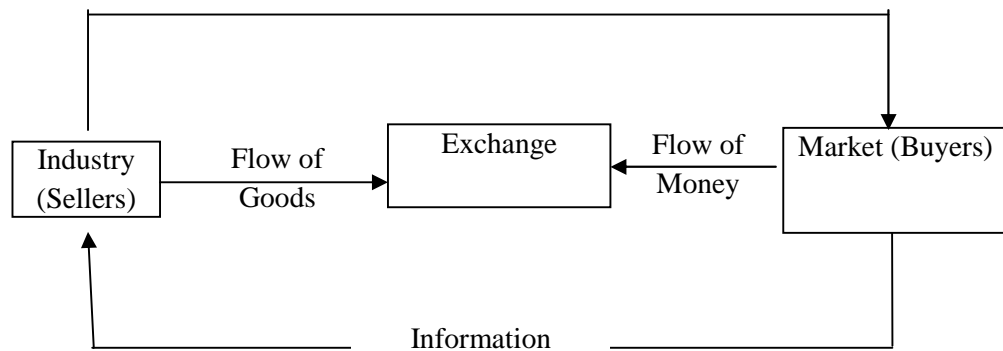 Industry
(Sellers)
Flow of
Goods
Exchange
Flow of
Money
Market (Buyers)
Information